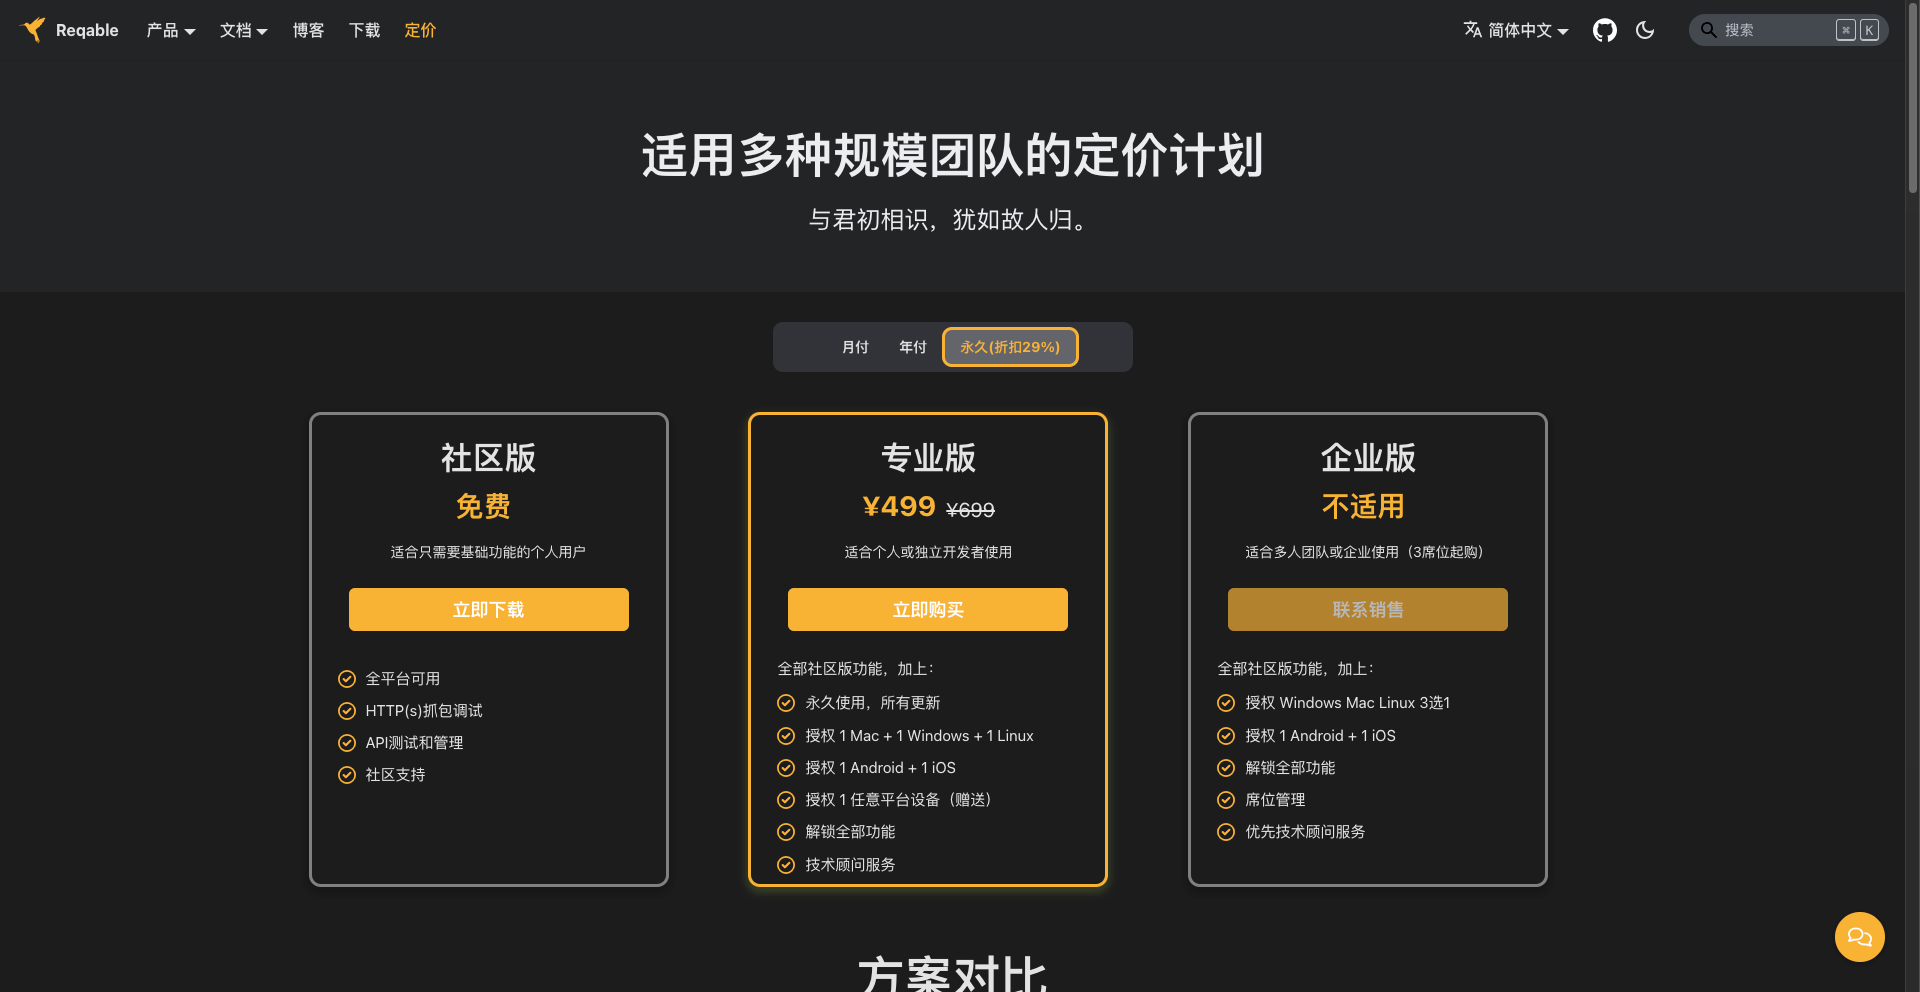 Reqable 产品 文档 博客 下载 定价 简体中文 搜索 ⌘ K
适用多种规模团队的定价计划
与君初相识，犹如故人归。
月付 年付 永久(折扣29%)
社区版
免费
适合只需要基础功能的个人用户
立即下载
全平台可用
HTTP(s)抓包调试
API测试和管理
社区支持
专业版
¥499 ¥699
适合个人或独立开发者使用
立即购买
全部社区版功能，加上：
永久使用，所有更新
授权 1 Mac + 1 Windows + 1 Linux
授权 1 Android + 1 iOS
授权 1 任意平台设备（赠送）
解锁全部功能
技术顾问服务
企业版
不适用
适合多人团队或企业使用（3席位起购）
联系销售
全部社区版功能，加上：
授权 Windows Mac Linux 3选1
授权 1 Android + 1 iOS
解锁全部功能
席位管理
优先技术顾问服务
方案对比